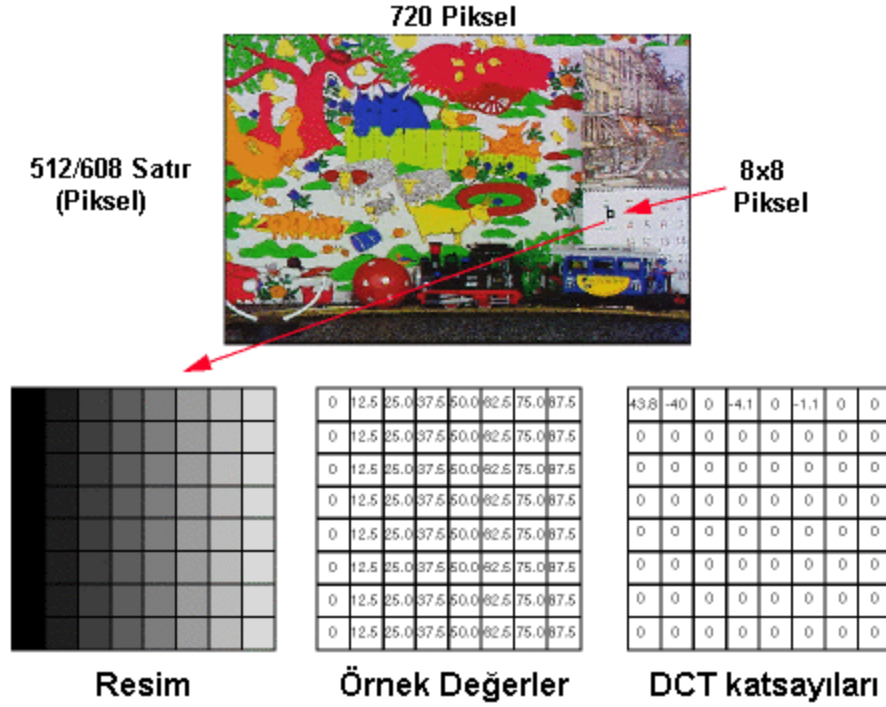 720 Piksel
512/608 Satır
(Piksel)
8x8
Piksel
b
0 12.5 25.0 37.5 50.0 62.5 75.0 87.5
0 12.5 25.0 37.5 50.0 62.5 75.0 87.5
0 12.5 25.0 37.5 50.0 62.5 75.0 87.5
0 12.5 25.0 37.5 50.0 62.5 75.0 87.5
0 12.5 25.0 37.5 50.0 62.5 75.0 87.5
0 12.5 25.0 37.5 50.0 62.5 75.0 87.5
0 12.5 25.0 37.5 50.0 62.5 75.0 87.5
0 12.5 25.0 37.5 50.0 62.5 75.0 87.5
43.8 -40 0 -4.1 0 -1.1 0 0
0 0 0 0 0 0 0 0
0 0 0 0 0 0 0 0
0 0 0 0 0 0 0 0
0 0 0 0 0 0 0 0
0 0 0 0 0 0 0 0
0 0 0 0 0 0 0 0
0 0 0 0 0 0 0 0
Resim
Örnek Değerler
DCT katsayıları